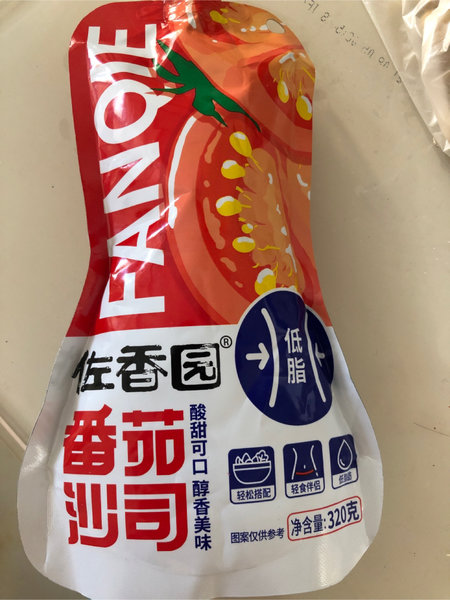 FANQIE
佐香园®
低脂
番茄
沙司
酸甜可口 醇香美味
轻松搭配
轻食伴侣
图案仅供参考
净含量:320克